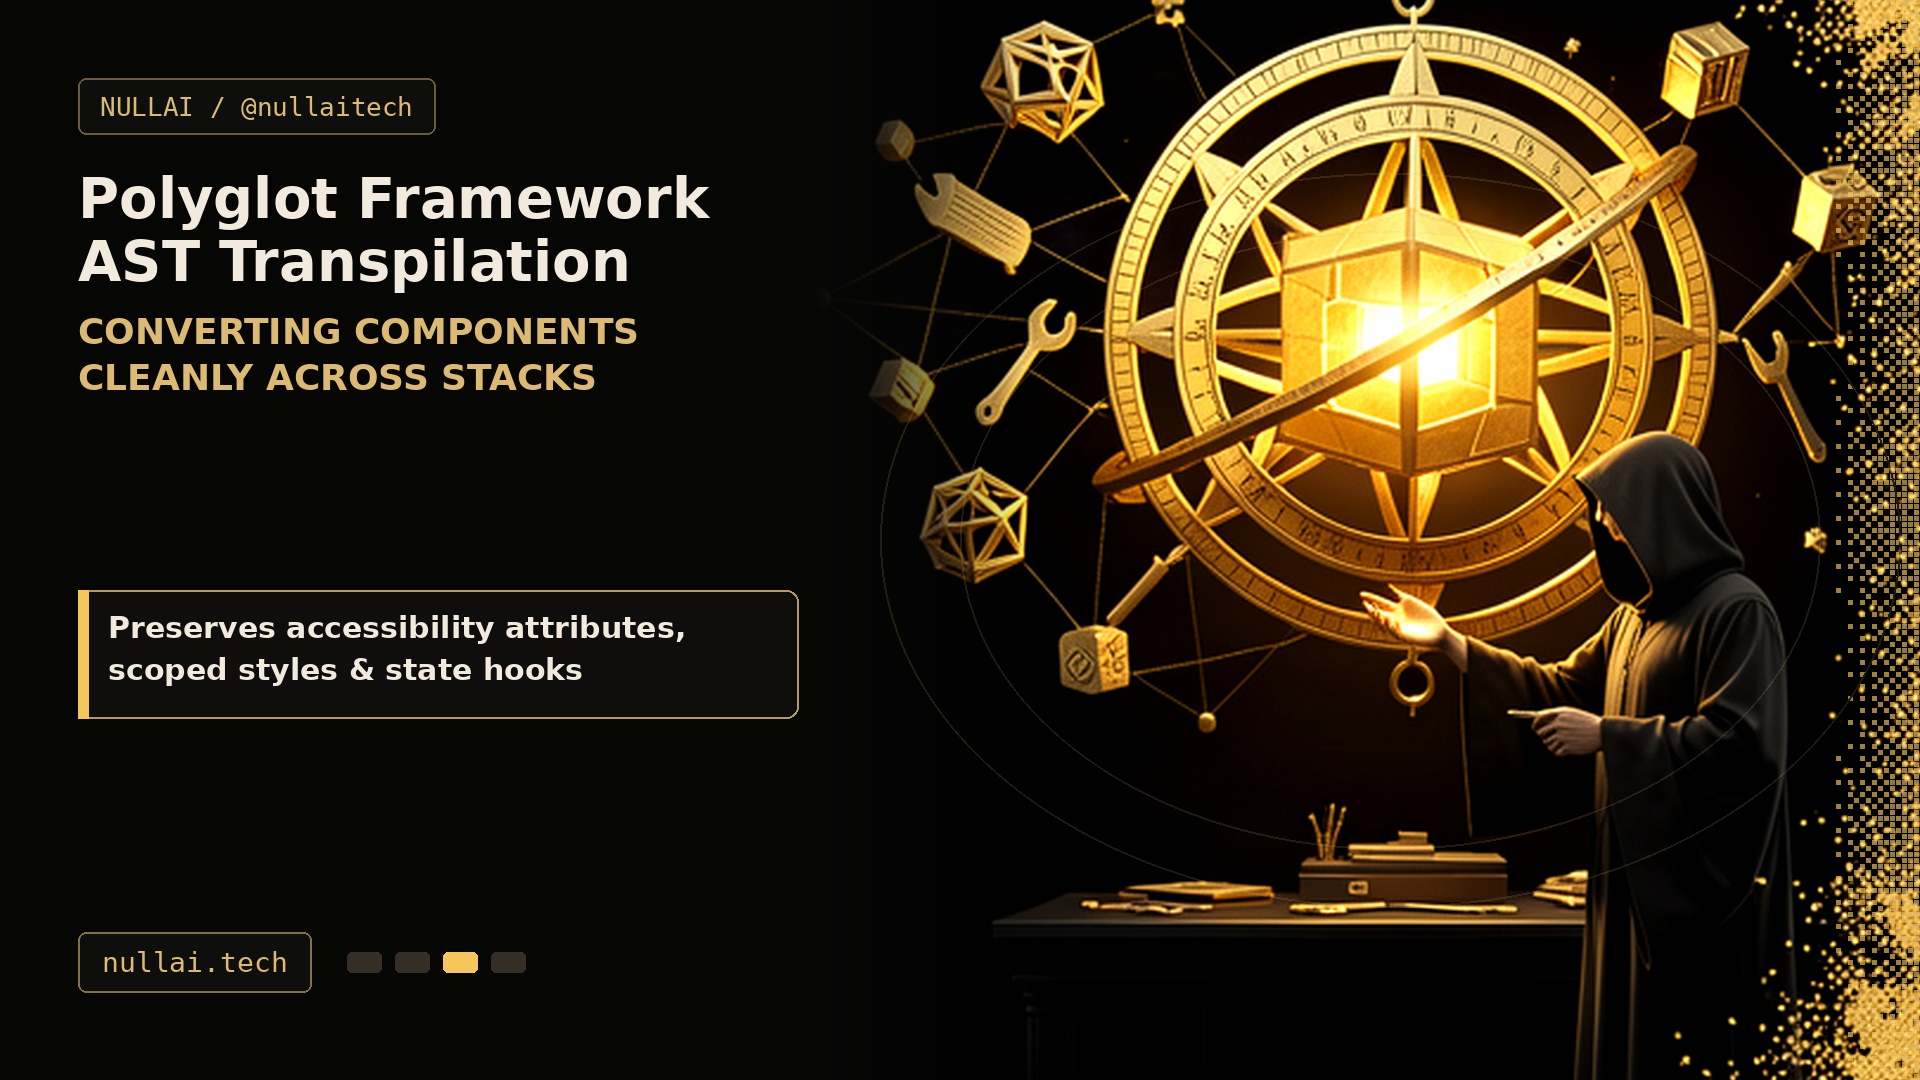 NULLAI / @nullaitech
Polyglot Framework
AST Transpilation
CONVERTING COMPONENTS
CLEANLY ACROSS STACKS
Preserves accessibility attributes,
scoped styles & state hooks
nullai.tech